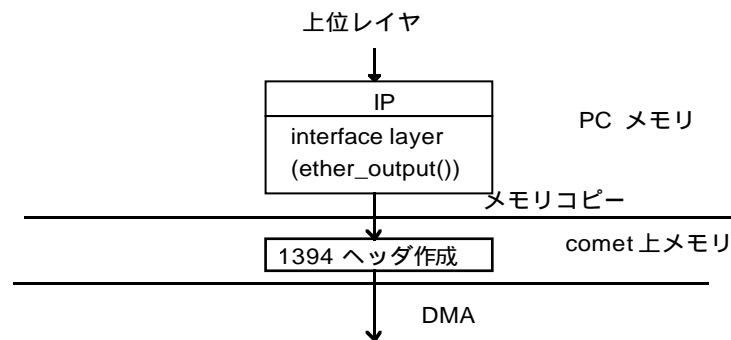 上位レイヤ
IP
PC メモリ
interface layer
(ether_output())
メモリコピー
comet 上メモリ
1394 ヘッダ作成
DMA